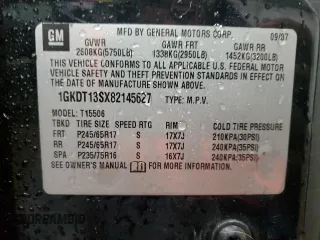 GM
MFD BY GENERAL MOTORS CORP. 09/07
GVWR GAWR FRT GAWR RR
2508KG(5750LB) 1338KG(2950LB) 1452KG(3200LB)
THIS VEHICLE CONFORMS TO ALL APPLICABLE U.S. FEDERAL MOTOR
VEHICLE SAFETY AND THEFT PREVENTION STANDARDS IN EFFECT
ON THE DATE OF MANUFACTURE SHOWN ABOVE.
1GKDT13SX82145627 TYPE: M.P.V.
MODEL: T15506
TBKD TIRE SIZE SPEED RTG RIM COLD TIRE PRESSURE
FRT P245/65R17 S 17X7J 210KPA(30PSI)
RR P245/65R17 S 17X7J 240KPA(35PSI)
SPA P235/75R16 S 16X7J 240KPA(35PSI)
SEE OWNER'S MANUAL FOR MORE INFORMATION.